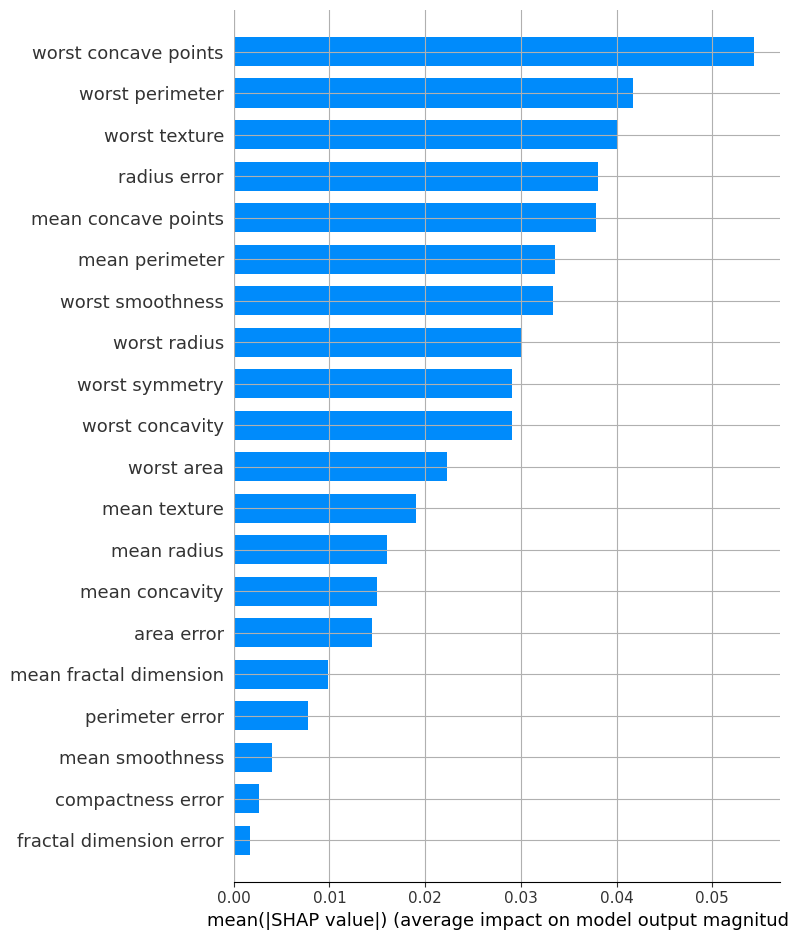 worst concave points
worst perimeter
worst texture
radius error
mean concave points
mean perimeter
worst smoothness
worst radius
worst symmetry
worst concavity
worst area
mean texture
mean radius
mean concavity
area error
mean fractal dimension
perimeter error
mean smoothness
compactness error
fractal dimension error
0.00 0.01 0.02 0.03 0.04 0.05
mean(|SHAP value|) (average impact on model output magnitud